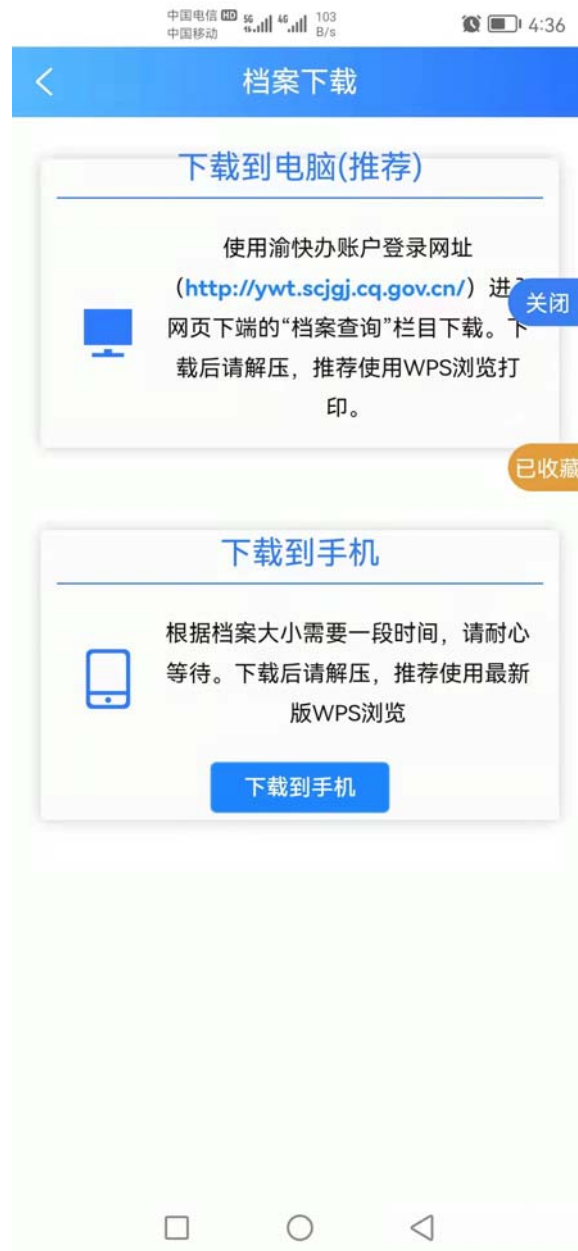 中国电信 HD 5G 4G 103
中国移动 1k B/s
4:36
档案下载
下载到电脑(推荐)
使用渝快办账户登录网址
（http://ywt.scjgj.cq.gov.cn/）进
关闭
网页下端的“档案查询”栏目下载。下
载后请解压，推荐使用WPS浏览打
印。
已收藏
下载到手机
根据档案大小需要一段时间，请耐心
等待。下载后请解压，推荐使用最新
版WPS浏览
下载到手机